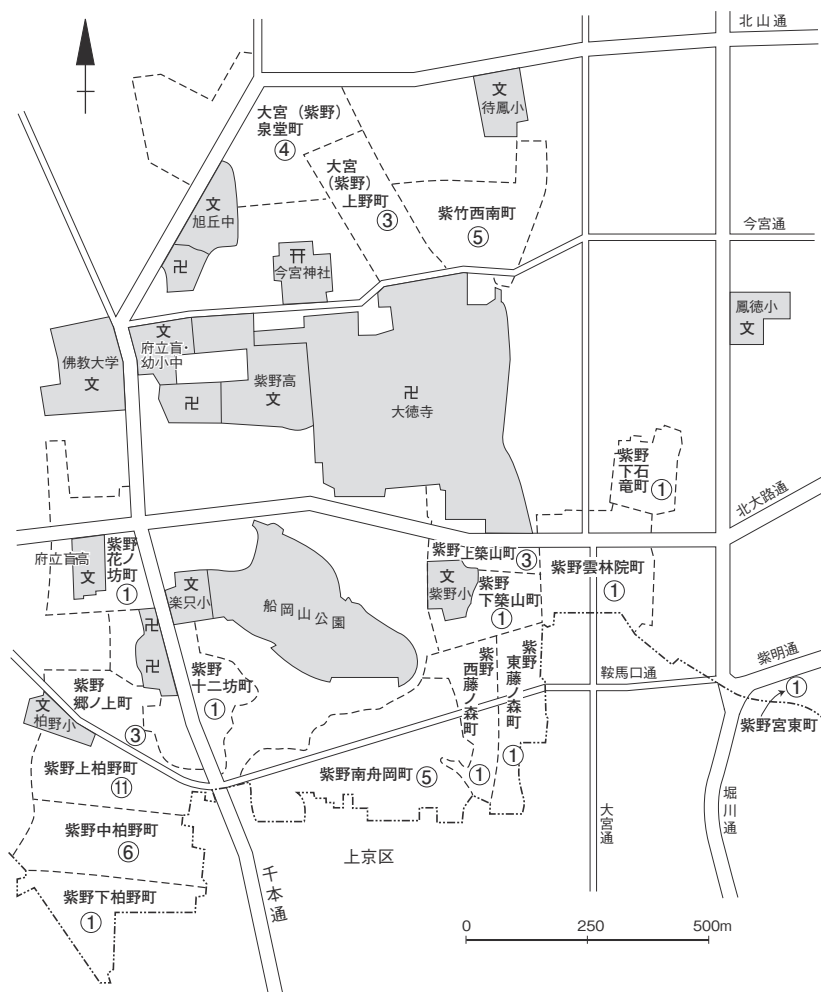 北山通
文
待鳳小
大宮（紫野）
泉堂町
④
大宮
（紫野）
上野町
③
紫竹西南町
⑤
文
旭丘中
卍
今宮神社
今宮通
鳳徳小
文
佛教大学
文
文
府立盲・
幼小中
卍
紫野高
文
卍
大徳寺
紫野
下石
竜町
①
北大路通
府立盲高
文
紫野
花ノ
坊町
①
文
楽只小
船岡山公園
紫野上築山町
③
文
紫野小
紫野
下築山町
①
紫野雲林院町
①
卍
卍
紫野
十二坊町
①
紫野
西藤ノ森町
①
紫野
東藤ノ森町
①
鞍馬口通
紫明通
①
紫野宮東町
紫野
郷ノ上町
③
文
柏野小
紫野上柏野町
⑪
紫野南舟岡町
⑤
紫野中柏野町
⑥
紫野下柏野町
①
千本通
上京区
大宮通
堀川通
0
250
500m